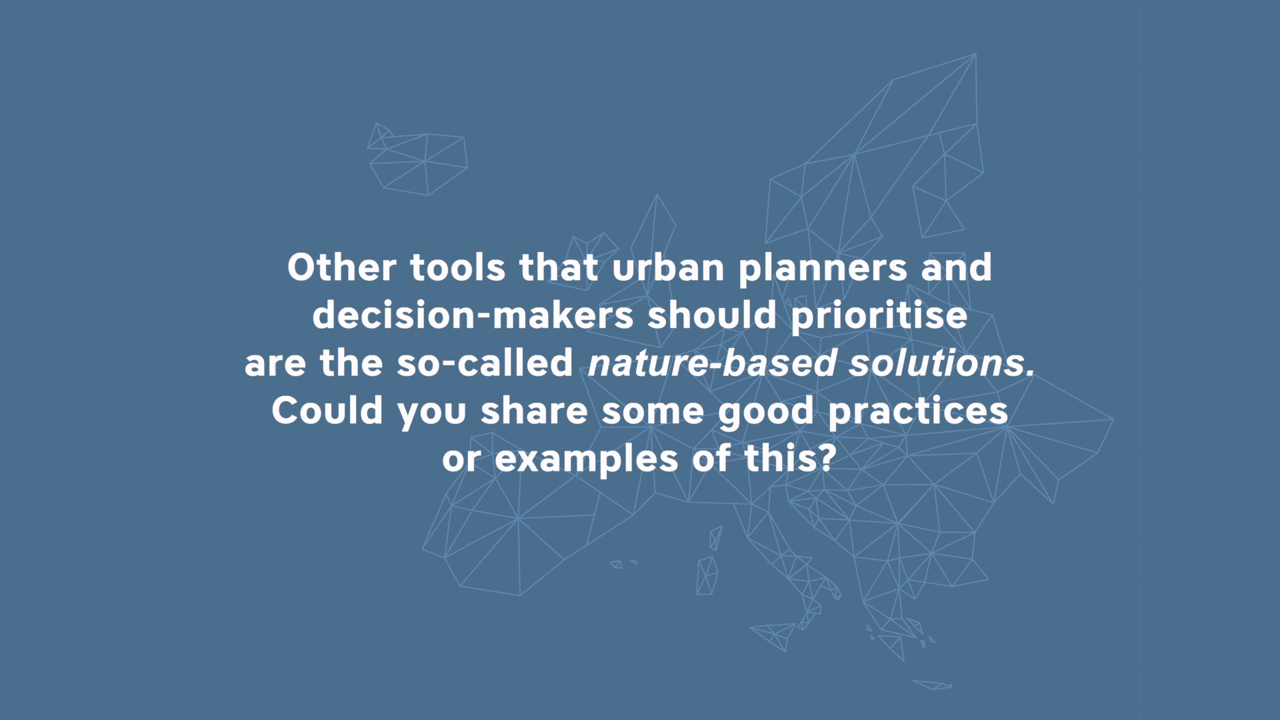 Other tools that urban planners and
decision-makers should prioritise
are the so-called nature-based solutions.
Could you share some good practices
or examples of this?